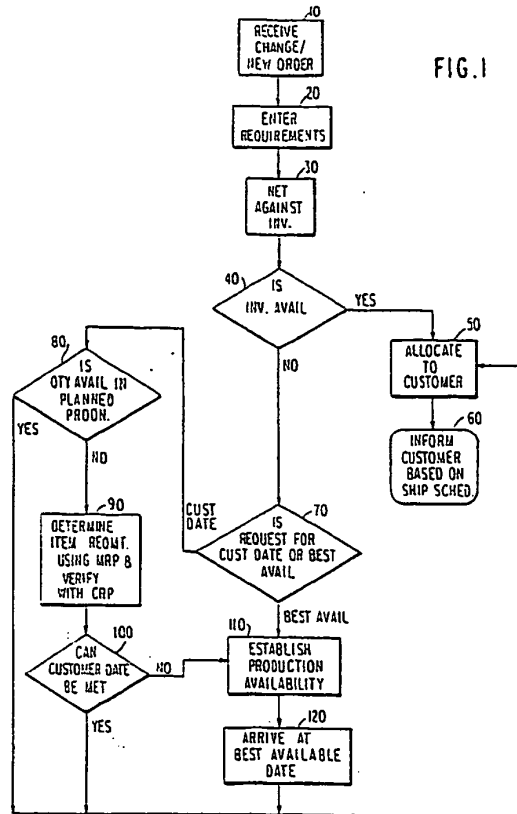 10
RECEIVE
CHANGE/
NEW ORDER
FIG.1
20
ENTER
REQUIREMENTS
30
NET
AGAINST
INV.
40
IS
INV. AVAIL
YES
NO
50
ALLOCATE
TO
CUSTOMER
60
INFORM
CUSTOMER
BASED ON
SHIP SCHED.
80
IS
QTY AVAIL IN
PLANNED
PRODN.
YES
NO
CUST
DATE
70
IS
REQUEST FOR
CUST DATE OR BEST
AVAIL
BEST AVAIL
90
DETERMINE
ITEM REQMT.
USING MRP &
VERIFY
WITH CRP
100
CAN
CUSTOMER DATE
BE MET
NO
YES
110
ESTABLISH
PRODUCTION
AVAILABILITY
120
ARRIVE AT
BEST AVAILABLE
DATE